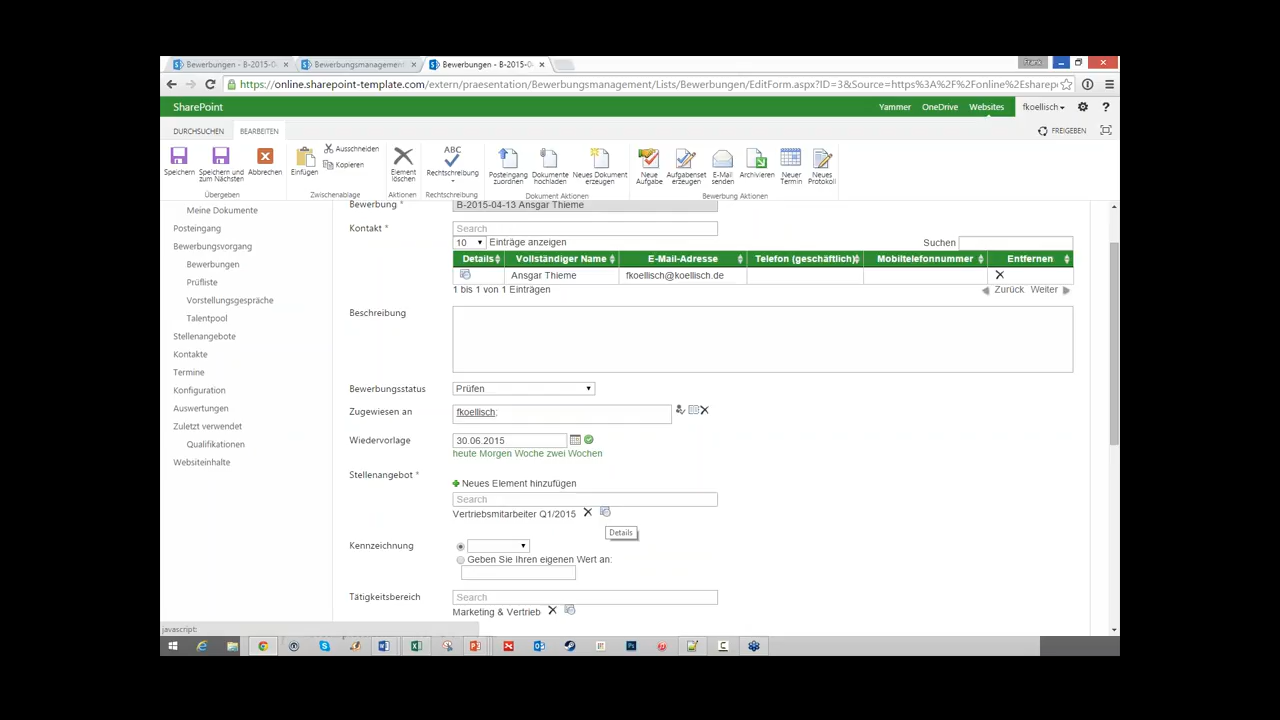 Bewerbungen - B-2015-0 Bewerbungsmanagement Bewerbungen - B-2015-0 Frank
https://online.sharepoint-template.com/extern/praesentation/Bewerbungsmanagement/Lists/Bewerbungen/EditForm.aspx?ID=3&Source=https%3A%2F%2Fonline%2Esharep
SharePoint Yammer OneDrive Websites fkoellisch ?
DURCHSUCHEN BEARBEITEN FREIGEBEN
Speichern
Speichern und zum Nächsten
Abbrechen
Übergeben
Einfügen
Ausschneiden
Kopieren
Zwischenablage
Element löschen
Aktionen
ABC
Rechtschreibung
Rechtschreibung
Posteingang zuordnen
Dokumente hochladen
Neues Dokument erzeugen
Dokument Aktionen
Neue Aufgabe
Aufgabenset erzeugen
E-Mail senden
Archivieren
Neuer Termin
Neues Protokoll
Bewerbung Aktionen
Meine Dokumente
Posteingang
Bewerbungsvorgang
Bewerbungen
Prüfliste
Vorstellungsgespräche
Talentpool
Stellenangebote
Kontakte
Termine
Konfiguration
Auswertungen
Zuletzt verwendet
Qualifikationen
Websiteinhalte
Bewerbung * B-2015-04-13 Ansgar Thieme
Kontakt * Search
10 Einträge anzeigen Suchen
Details Vollständiger Name E-Mail-Adresse Telefon (geschäftlich) Mobiltelefonnummer Entfernen
Ansgar Thieme fkoellisch@koellisch.de
1 bis 1 von 1 Einträgen Zurück Weiter
Beschreibung
Bewerbungsstatus Prüfen
Zugewiesen an fkoellisch;
Wiedervorlage 30.06.2015
heute Morgen Woche zwei Wochen
Stellenangebot *
Neues Element hinzufügen
Search
Vertriebsmitarbeiter Q1/2015
Details
Kennzeichnung
Geben Sie Ihren eigenen Wert an:
Tätigkeitsbereich Search
Marketing & Vertrieb
javascript: